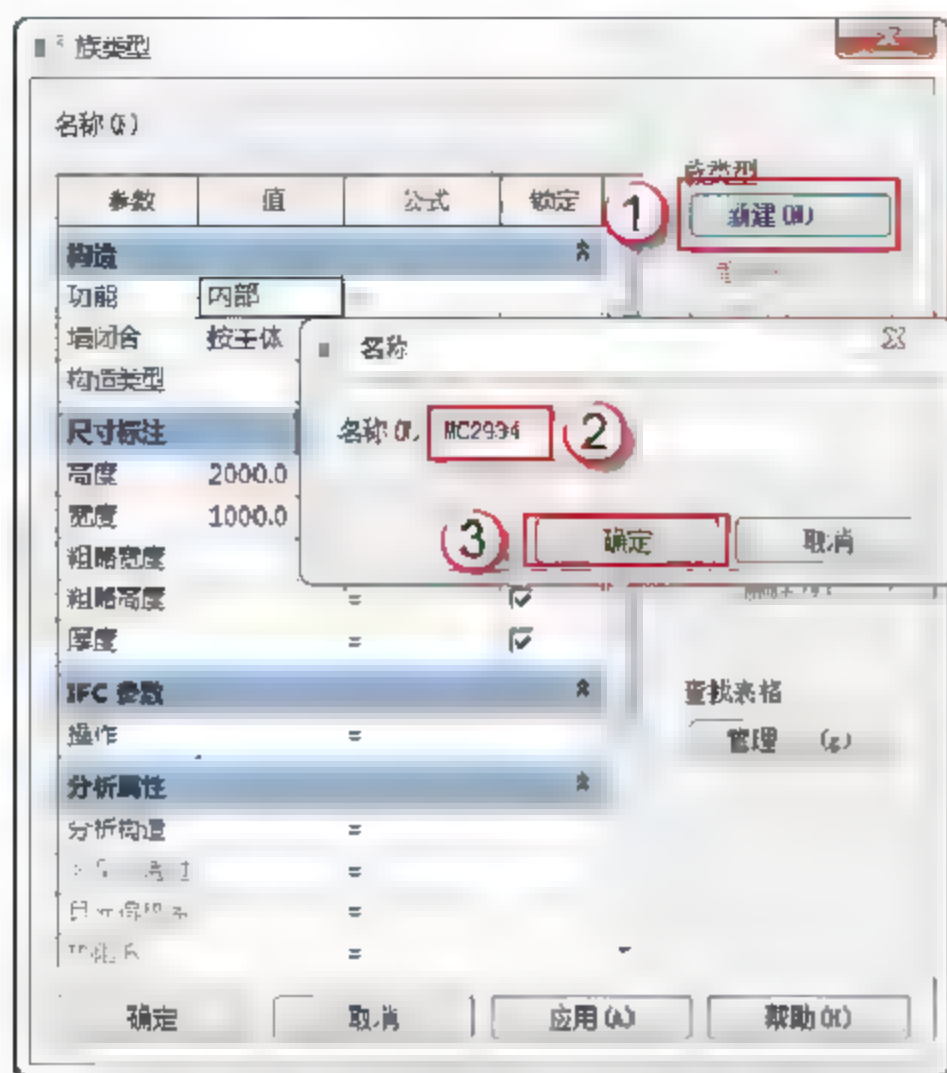 族类型
名称(N)
参数 值 公式 锁定
族类型
1
新建(N)
构造
功能 内部
墙闭合 按主体
构造类型
名称
名称(N) MC2934 2
3 确定 取消
尺寸标注
高度 2000.0
宽度 1000.0
粗略宽度
粗略高度 =
厚度 =
IFC 参数
操作 =
查找表格
管理 (G)
分析属性
分析构造 =
=
=
=
确定 取消 应用(A) 帮助(H)